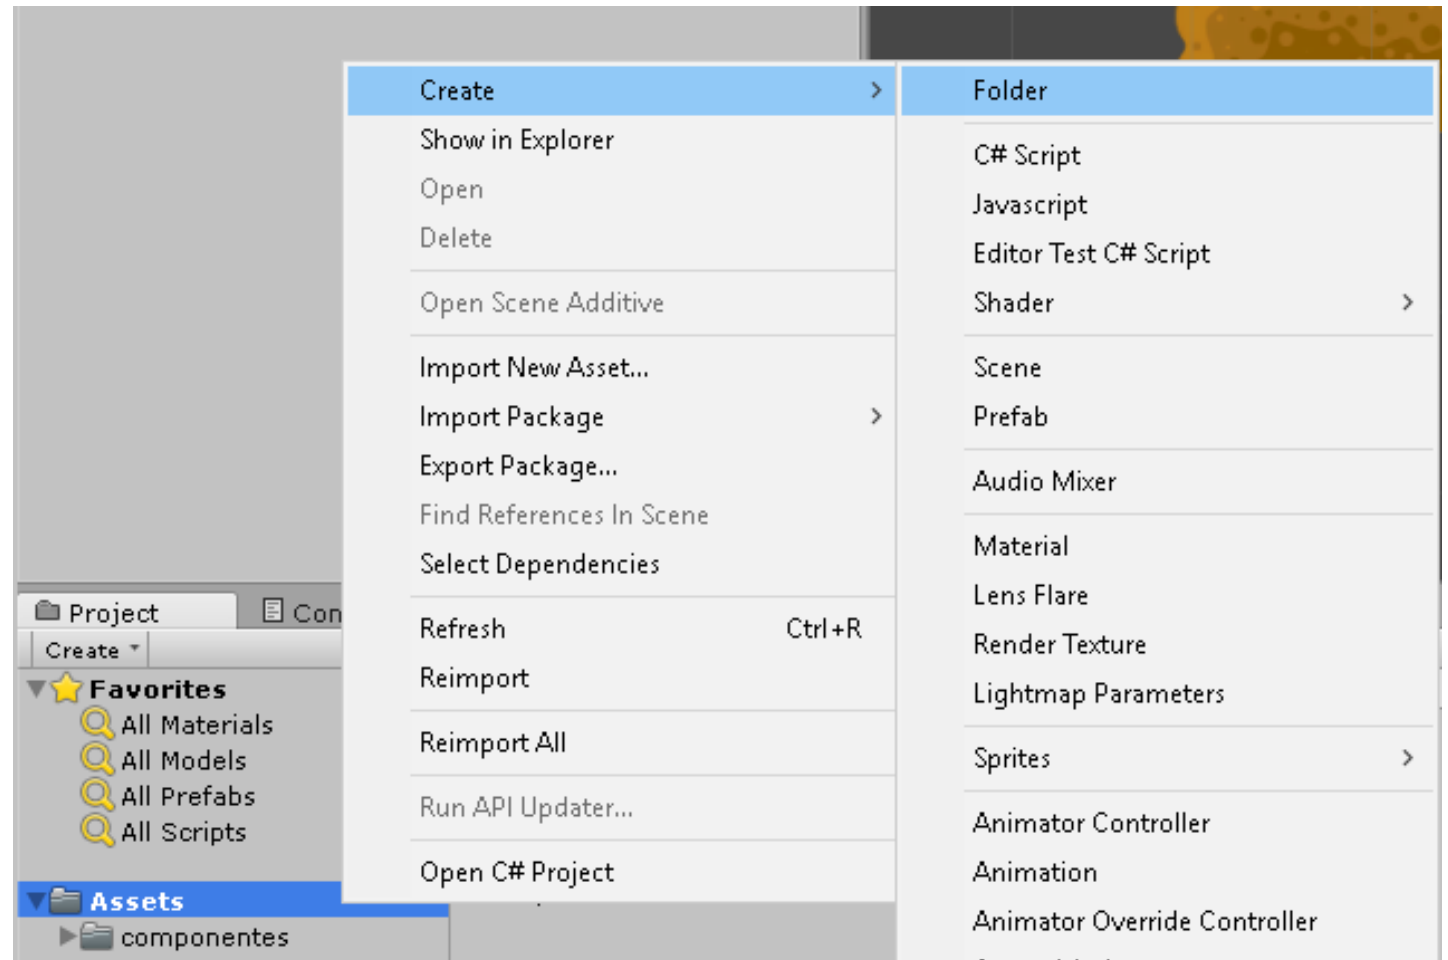 Create
Show in Explorer
Open
Delete
Open Scene Additive
Import New Asset...
Import Package
Export Package...
Find References In Scene
Select Dependencies
Refresh Ctrl+R
Reimport
Reimport All
Run API Updater...
Open C# Project
Folder
C# Script
Javascript
Editor Test C# Script
Shader
Scene
Prefab
Audio Mixer
Material
Lens Flare
Render Texture
Lightmap Parameters
Sprites
Animator Controller
Animation
Animator Override Controller
Project Con
Create
Favorites
All Materials
All Models
All Prefabs
All Scripts
Assets
componentes